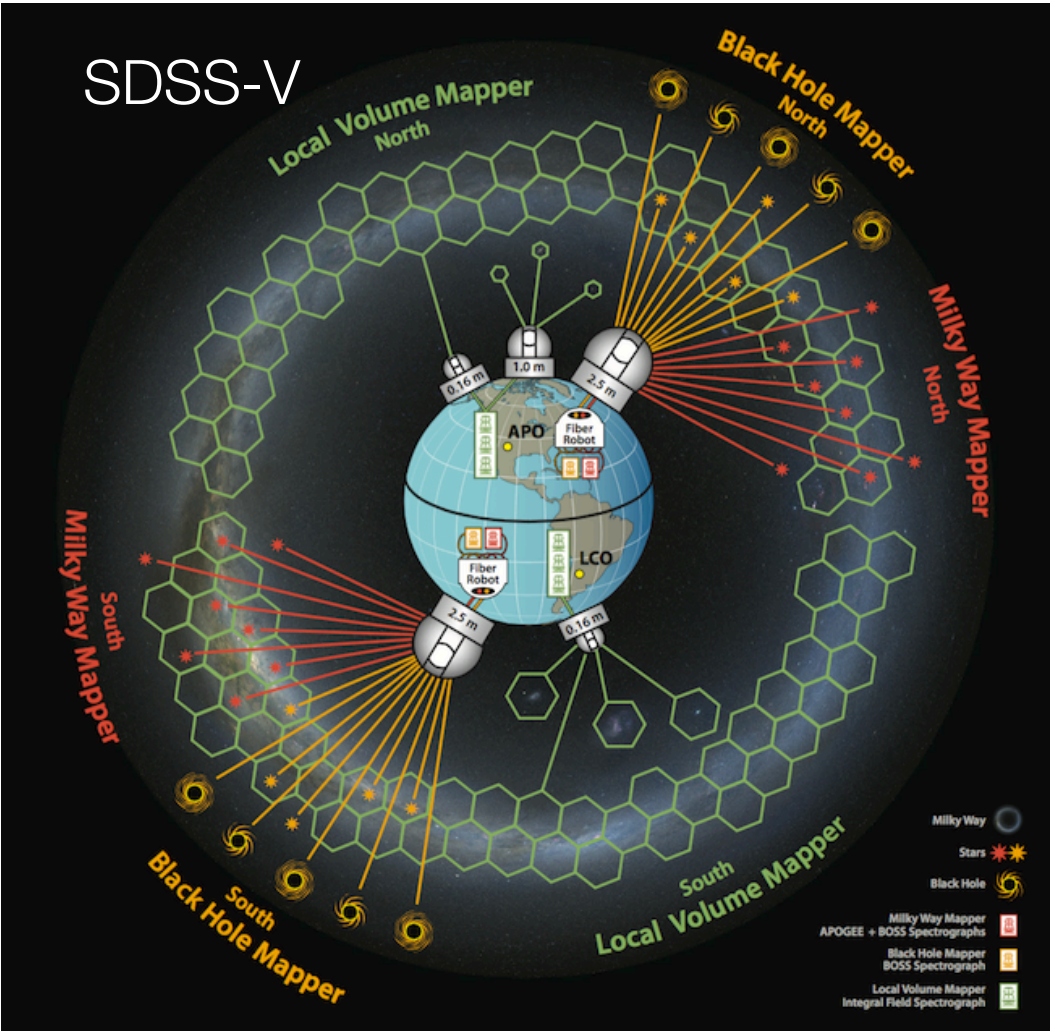 SDSS-V
Local Volume Mapper
North
Black Hole Mapper
North
Milky Way Mapper
North
0.16 m
1.0 m
2.5 m
APO
Fiber
Robot
Fiber
Robot
LCO
2.5 m
0.16 m
Milky Way Mapper
South
Black Hole Mapper
South
Local Volume Mapper
South
Milky Way
Stars
Black Hole
Milky Way Mapper
APOGEE + BOSS Spectrographs
Black Hole Mapper
BOSS Spectrograph
Local Volume Mapper
Integral Field Spectrograph